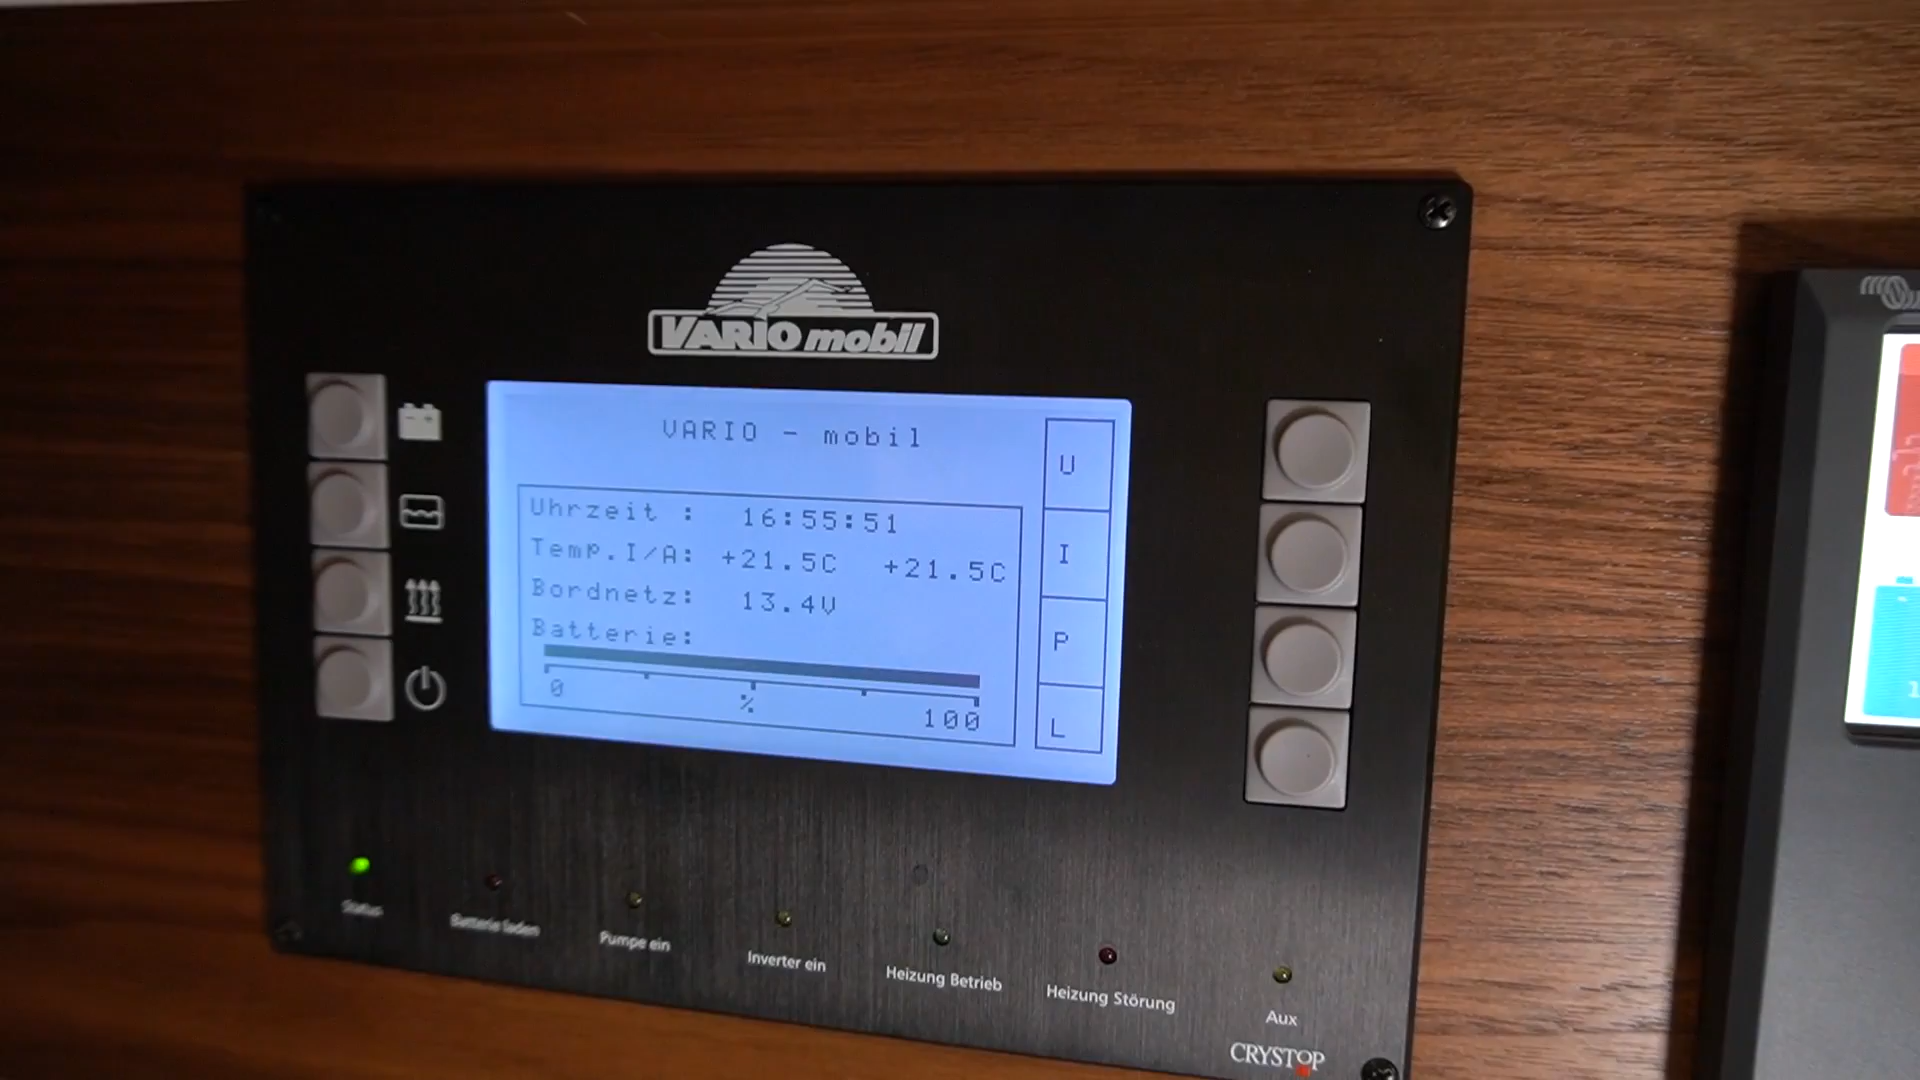 VARIO mobil
VARIO - mobil
Uhrzeit : 16:55:51
Temp.I/A: +21.5C +21.5C
Bordnetz: 13.4V
Batterie:
0 % 100
U
I
P
L
Status
Batterie laden
Pumpe ein
Inverter ein
Heizung Betrieb
Heizung Störung
Aux
CRYSTOP